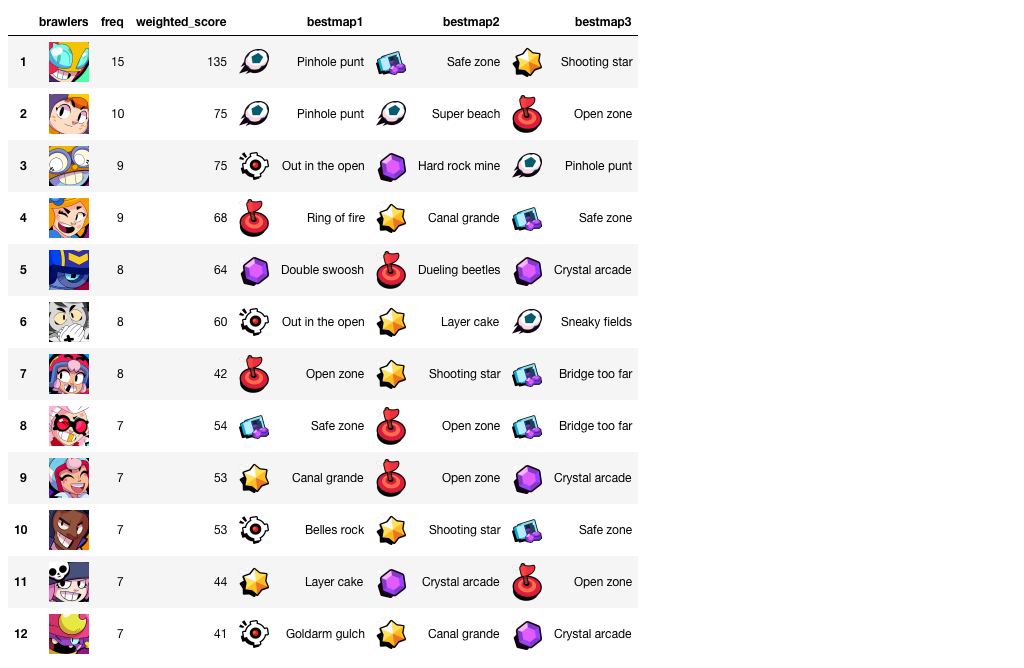 brawlers freq weighted_score bestmap1 bestmap2 bestmap3
1 15 135 Pinhole punt Safe zone Shooting star
2 10 75 Pinhole punt Super beach Open zone
3 9 75 Out in the open Hard rock mine Pinhole punt
4 9 68 Ring of fire Canal grande Safe zone
5 8 64 Double swoosh Dueling beetles Crystal arcade
6 8 60 Out in the open Layer cake Sneaky fields
7 8 42 Open zone Shooting star Bridge too far
8 7 54 Safe zone Open zone Bridge too far
9 7 53 Canal grande Open zone Crystal arcade
10 7 53 Belles rock Shooting star Safe zone
11 7 44 Layer cake Crystal arcade Open zone
12 7 41 Goldarm gulch Canal grande Crystal arcade